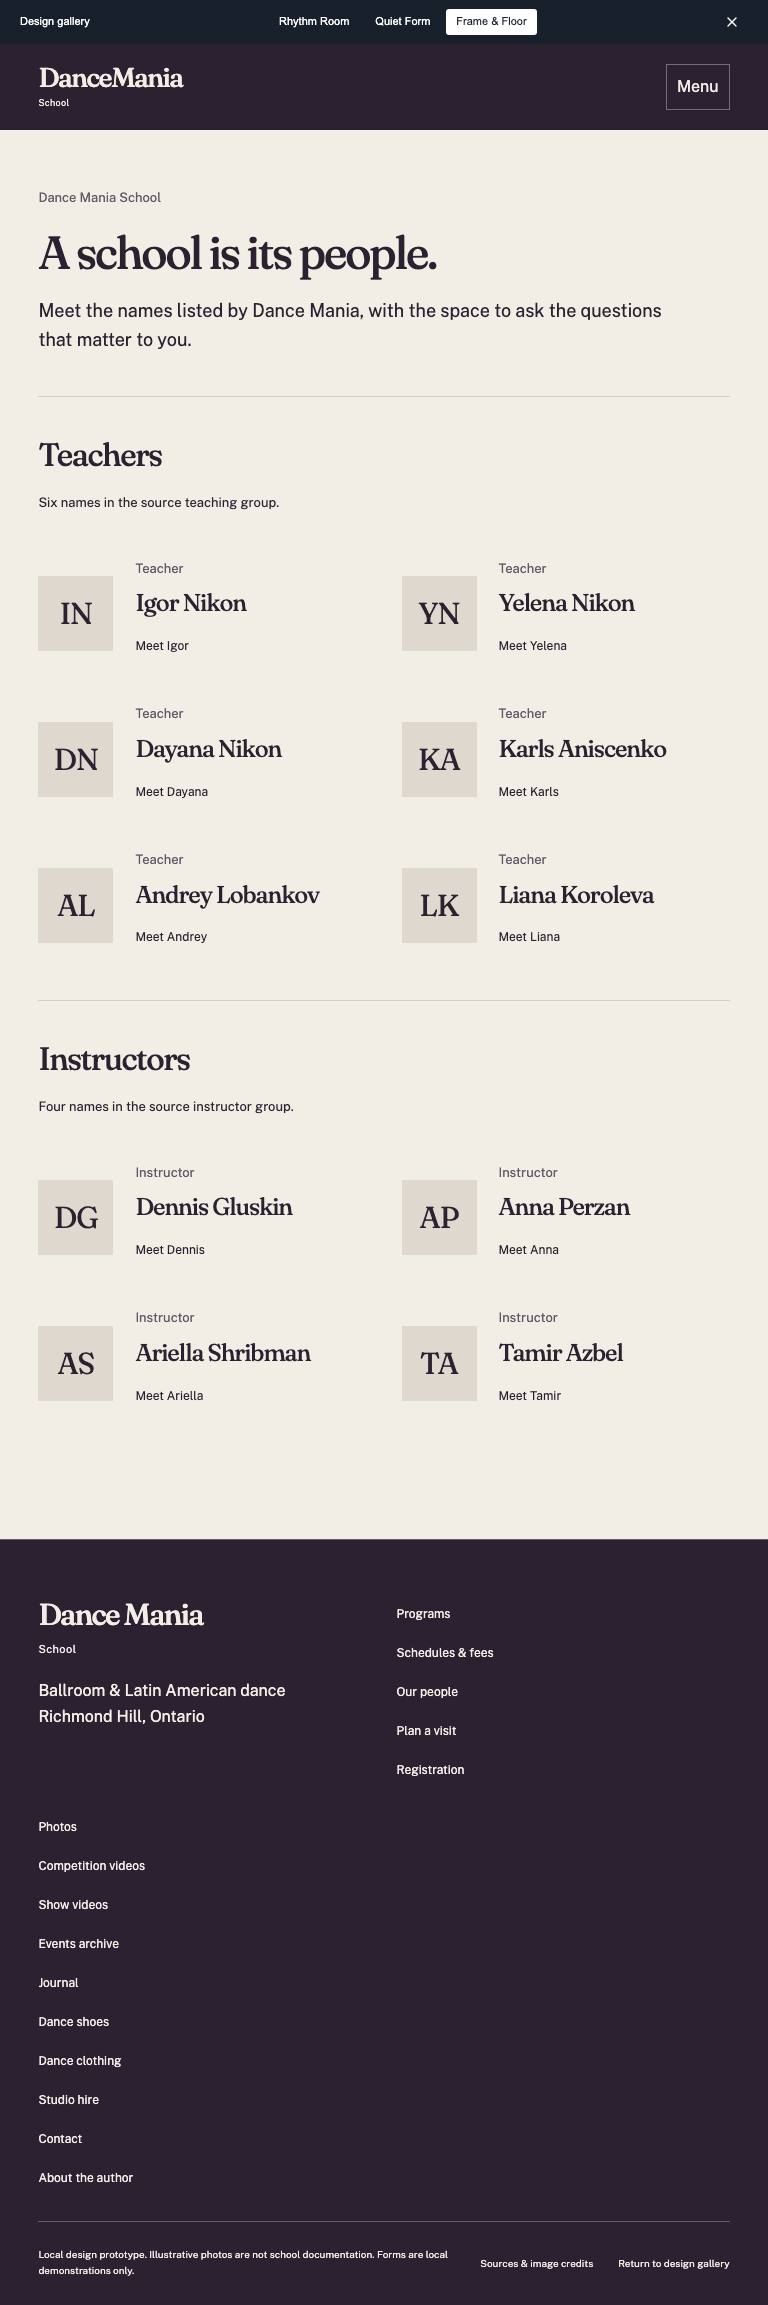 Design gallery
Rhythm Room
Quiet Form
Frame & Floor
×
DanceMania
School
Menu
Dance Mania School
A school is its people.
Meet the names listed by Dance Mania, with the space to ask the questions
that matter to you.
Teachers
Six names in the source teaching group.
IN
Teacher
Igor Nikon
Meet Igor
YN
Teacher
Yelena Nikon
Meet Yelena
DN
Teacher
Dayana Nikon
Meet Dayana
KA
Teacher
Karls Aniscenko
Meet Karls
AL
Teacher
Andrey Lobankov
Meet Andrey
LK
Teacher
Liana Koroleva
Meet Liana
Instructors
Four names in the source instructor group.
DG
Instructor
Dennis Gluskin
Meet Dennis
AP
Instructor
Anna Perzan
Meet Anna
AS
Instructor
Ariella Shribman
Meet Ariella
TA
Instructor
Tamir Azbel
Meet Tamir
Dance Mania
School
Ballroom & Latin American dance
Richmond Hill, Ontario
Programs
Schedules & fees
Our people
Plan a visit
Registration
Photos
Competition videos
Show videos
Events archive
Journal
Dance shoes
Dance clothing
Studio hire
Contact
About the author
Local design prototype. Illustrative photos are not school documentation. Forms are local
demonstrations only.
Sources & image credits
Return to design gallery